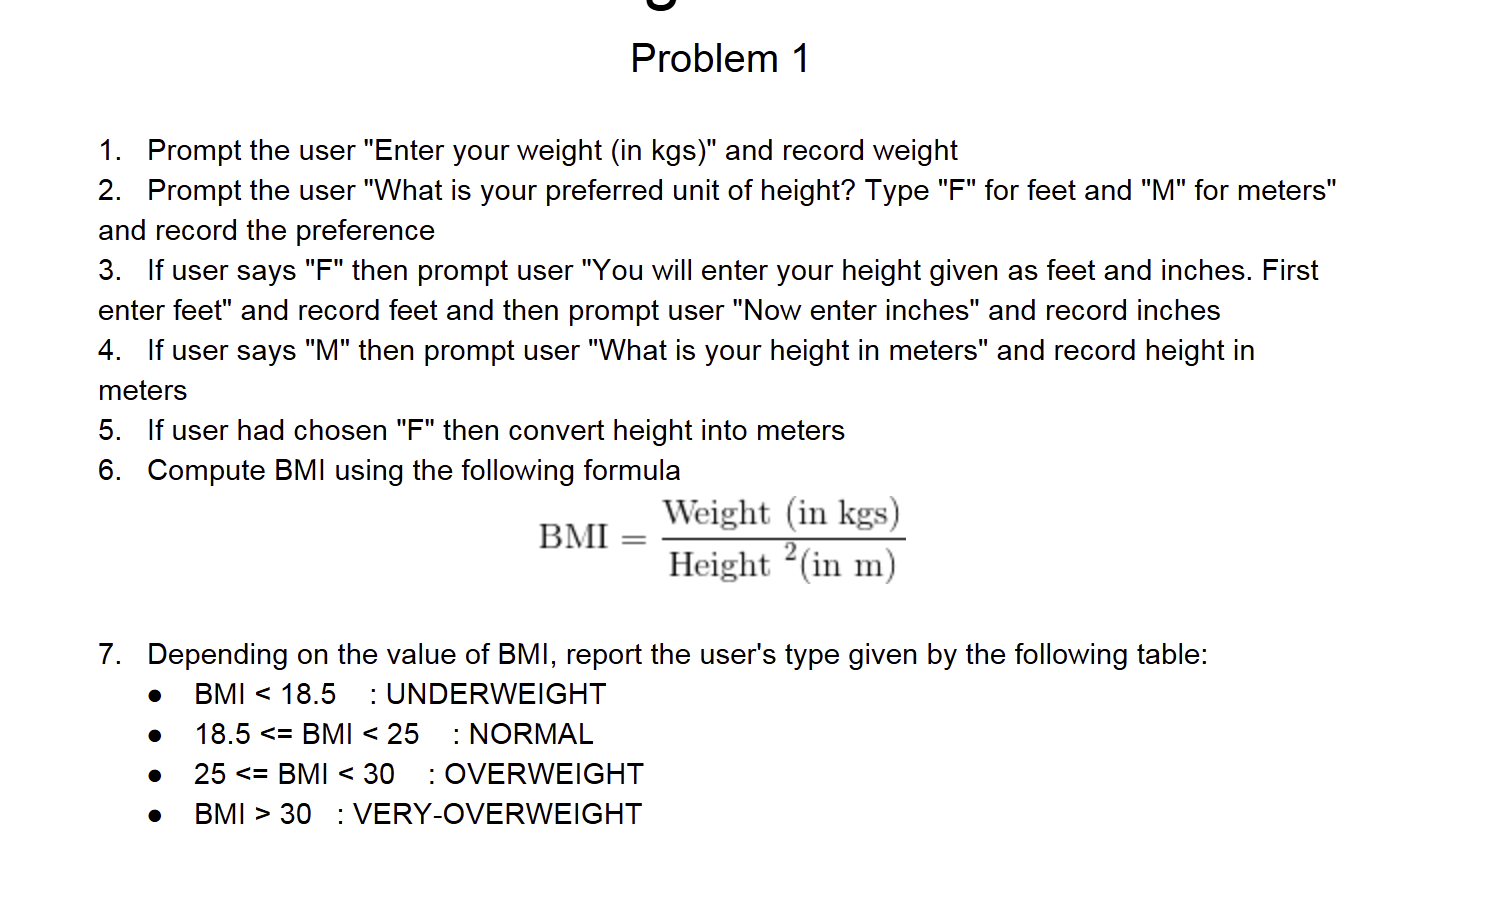 Problem 1
1. Prompt the user "Enter your weight (in kgs)" and record weight
2. Prompt the user "What is your preferred unit of height? Type "F" for feet and "M" for meters"
and record the preference
3. If user says "F" then prompt user "You will enter your height given as feet and inches. First
enter feet" and record feet and then prompt user "Now enter inches" and record inches
4. If user says "M" then prompt user "What is your height in meters" and record height in
meters
5. If user had chosen "F" then convert height into meters
6. Compute BMI using the following formula
BMI = Weight (in kgs) / Height ²(in m)
7. Depending on the value of BMI, report the user's type given by the following table:
● BMI < 18.5 : UNDERWEIGHT
● 18.5 <= BMI < 25 : NORMAL
● 25 <= BMI < 30 : OVERWEIGHT
● BMI > 30 : VERY-OVERWEIGHT